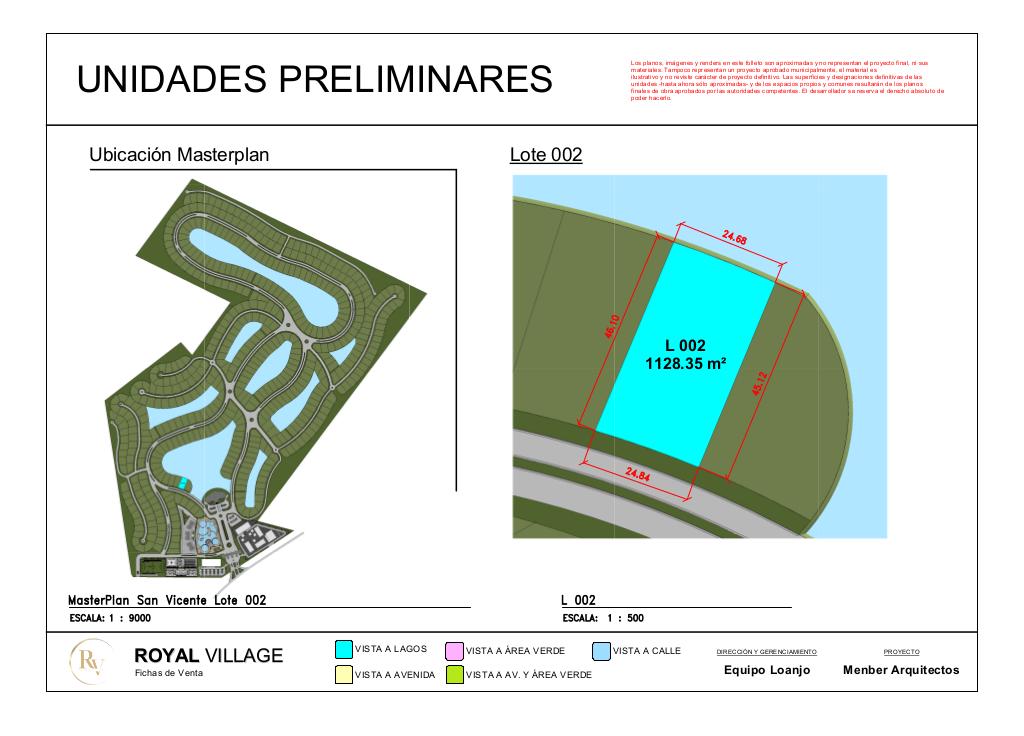 UNIDADES PRELIMINARES
Los planos, imágenes y renders en este folleto son aproximadas y no representan el proyecto final, ni sus
materiales. Tampoco representan un proyecto aprobado municipalmente, el material es
ilustrativo y no reviste carácter de proyecto definitivo. Las superficies y designaciones definitivas de las
unidades -hasta ahora sólo aproximadas- y de los espacios propios y comunes resultarán de los planos
finales de obra aprobados por las autoridades competentes. El desarrollador se reserva el derecho absoluto de
poder hacerlo.
Ubicación Masterplan
Lote 002
24.68
46.10
L 002
1128.35 m²
45.12
24.84
MasterPlan San Vicente Lote 002
ESCALA: 1 : 9000
L 002
ESCALA: 1 : 500
RV
ROYAL VILLAGE
Fichas de Venta
VISTA A LAGOS
VISTA A ÁREA VERDE
VISTA A CALLE
VISTA A AVENIDA
VISTA A AV. Y ÁREA VERDE
DIRECCIÓN Y GERENCIAMIENTO
Equipo Loanjo
PROYECTO
Menber Arquitectos